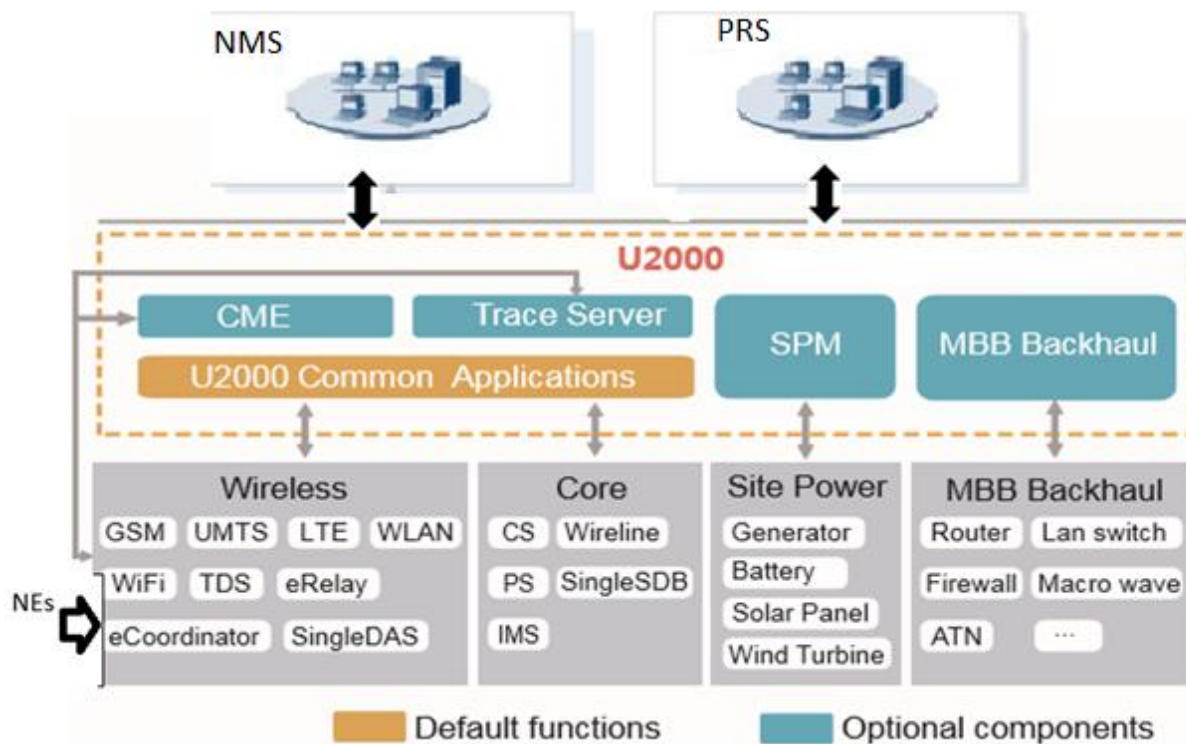 NMS
PRS
U2000
CME
Trace Server
SPM
MBB Backhaul
U2000 Common Applications
Wireless
GSM UMTS LTE WLAN
WiFi TDS eRelay
eCoordinator SingleDAS
Core
CS Wireline
PS SingleSDB
IMS
Site Power
Generator
Battery
Solar Panel
Wind Turbine
MBB Backhaul
Router Lan switch
Firewall Macro wave
ATN ...
NEs
Default functions
Optional components